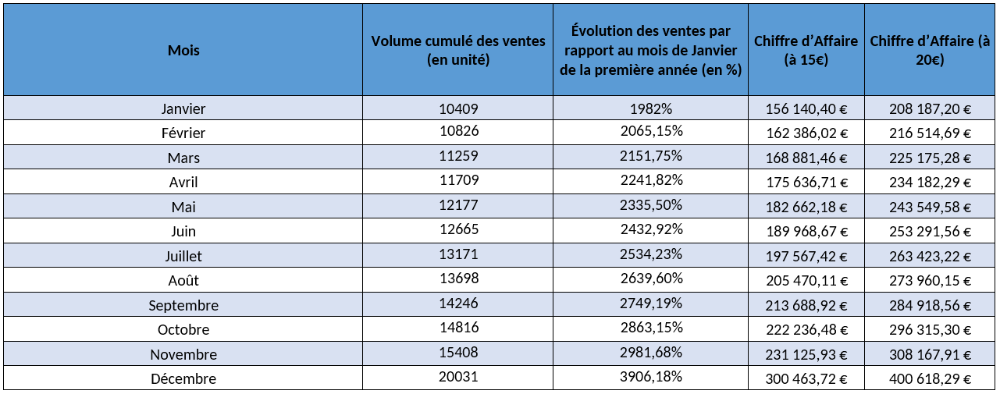 Mois
Volume cumulé des ventes
(en unité)
Évolution des ventes par
rapport au mois de Janvier
de la première année (en %)
Chiffre d’Affaire
(à 15€)
Chiffre d’Affaire (à
20€)
Janvier 10409 1982% 156 140,40 € 208 187,20 €
Février 10826 2065,15% 162 386,02 € 216 514,69 €
Mars 11259 2151,75% 168 881,46 € 225 175,28 €
Avril 11709 2241,82% 175 636,71 € 234 182,29 €
Mai 12177 2335,50% 182 662,18 € 243 549,58 €
Juin 12665 2432,92% 189 968,67 € 253 291,56 €
Juillet 13171 2534,23% 197 567,42 € 263 423,22 €
Août 13698 2639,60% 205 470,11 € 273 960,15 €
Septembre 14246 2749,19% 213 688,92 € 284 918,56 €
Octobre 14816 2863,15% 222 236,48 € 296 315,30 €
Novembre 15408 2981,68% 231 125,93 € 308 167,91 €
Décembre 20031 3906,18% 300 463,72 € 400 618,29 €